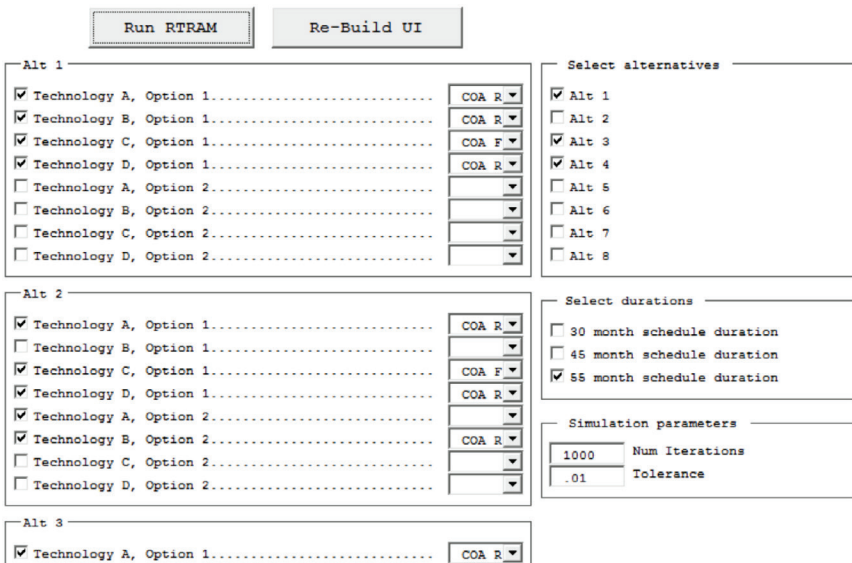 Run RTRAM Re-Build UI
Alt 1
Technology A, Option 1............................ COA R
Technology B, Option 1............................ COA R
Technology C, Option 1............................ COA F
Technology D, Option 1............................ COA R
Technology A, Option 2............................
Technology B, Option 2............................
Technology C, Option 2............................
Technology D, Option 2............................
Alt 2
Technology A, Option 1............................ COA R
Technology B, Option 1............................
Technology C, Option 1............................ COA F
Technology D, Option 1............................ COA R
Technology A, Option 2............................
Technology B, Option 2............................ COA R
Technology C, Option 2............................
Technology D, Option 2............................
Alt 3
Technology A, Option 1............................ COA R
Select alternatives
Alt 1
Alt 2
Alt 3
Alt 4
Alt 5
Alt 6
Alt 7
Alt 8
Select durations
30 month schedule duration
45 month schedule duration
55 month schedule duration
Simulation parameters
1000 Num Iterations
.01 Tolerance